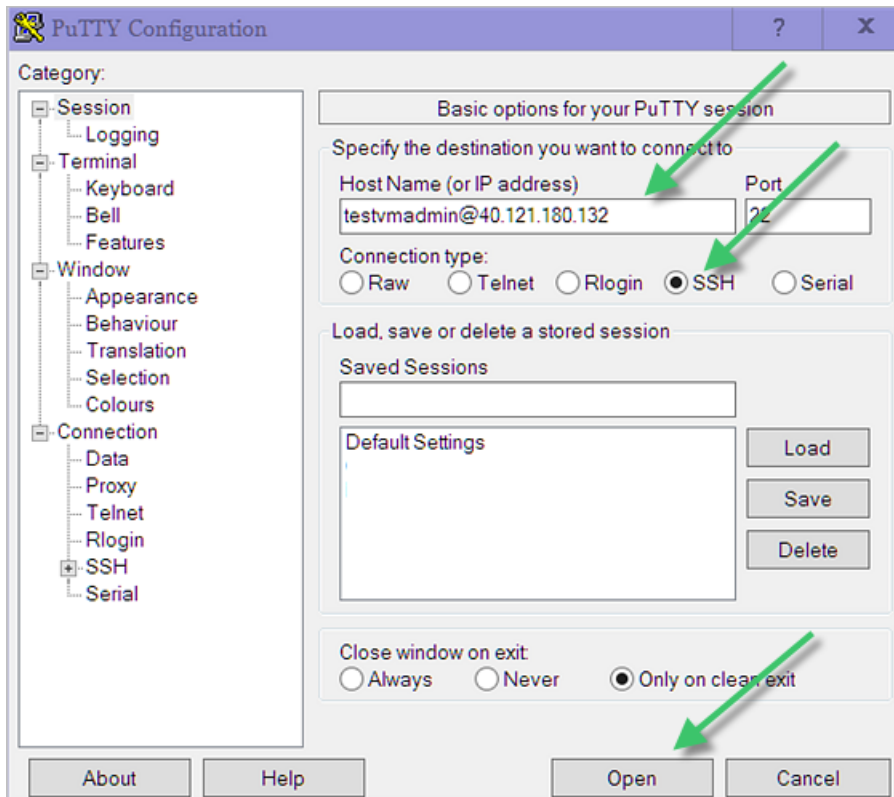 PuTTY Configuration ? X
Category:
Session
Logging
Terminal
Keyboard
Bell
Features
Window
Appearance
Behaviour
Translation
Selection
Colours
Connection
Data
Proxy
Telnet
Rlogin
SSH
Serial
Basic options for your PuTTY session
Specify the destination you want to connect to
Host Name (or IP address) Port
testvmadmin@40.121.180.132 22
Connection type:
Raw Telnet Rlogin SSH Serial
Load, save or delete a stored session
Saved Sessions
Default Settings
Load
Save
Delete
Close window on exit:
Always Never Only on clean exit
About Help Open Cancel